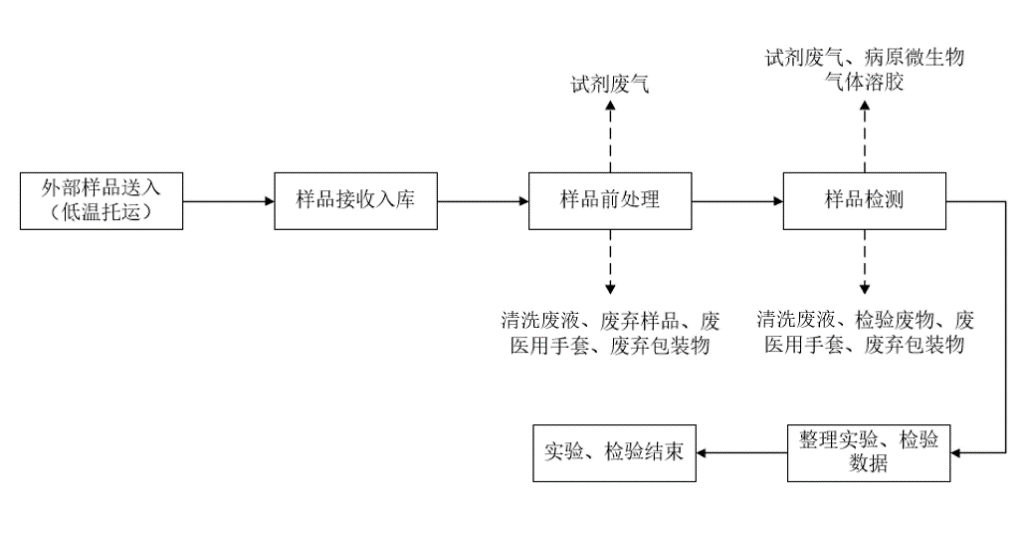 试剂废气
试剂废气、病原微生物
气体溶胶
外部样品送入
（低温托运）
样品接收入库
样品前处理
样品检测
清洗废液、废弃样品、废
医用手套、废弃包装物
清洗废液、检验废物、废
医用手套、废弃包装物
实验、检验结束
整理实验、检验
数据